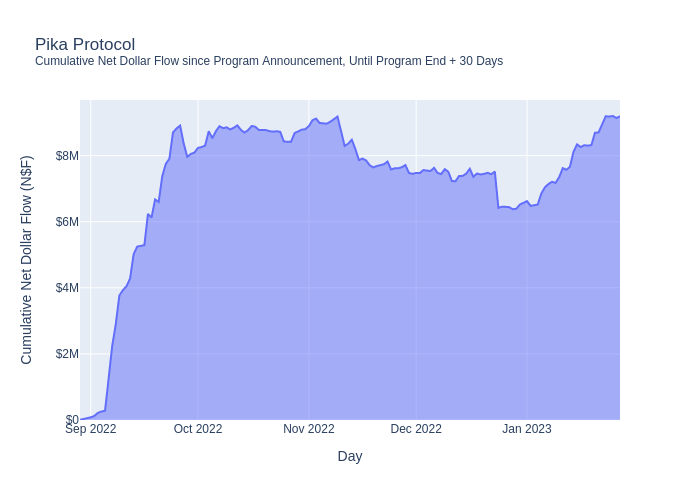 Pika Protocol
Cumulative Net Dollar Flow since Program Announcement, Until Program End + 30 Days
Cumulative Net Dollar Flow (N$F)
$8M
$6M
$4M
$2M
$0
Sep 2022
Oct 2022
Nov 2022
Dec 2022
Jan 2023
Day